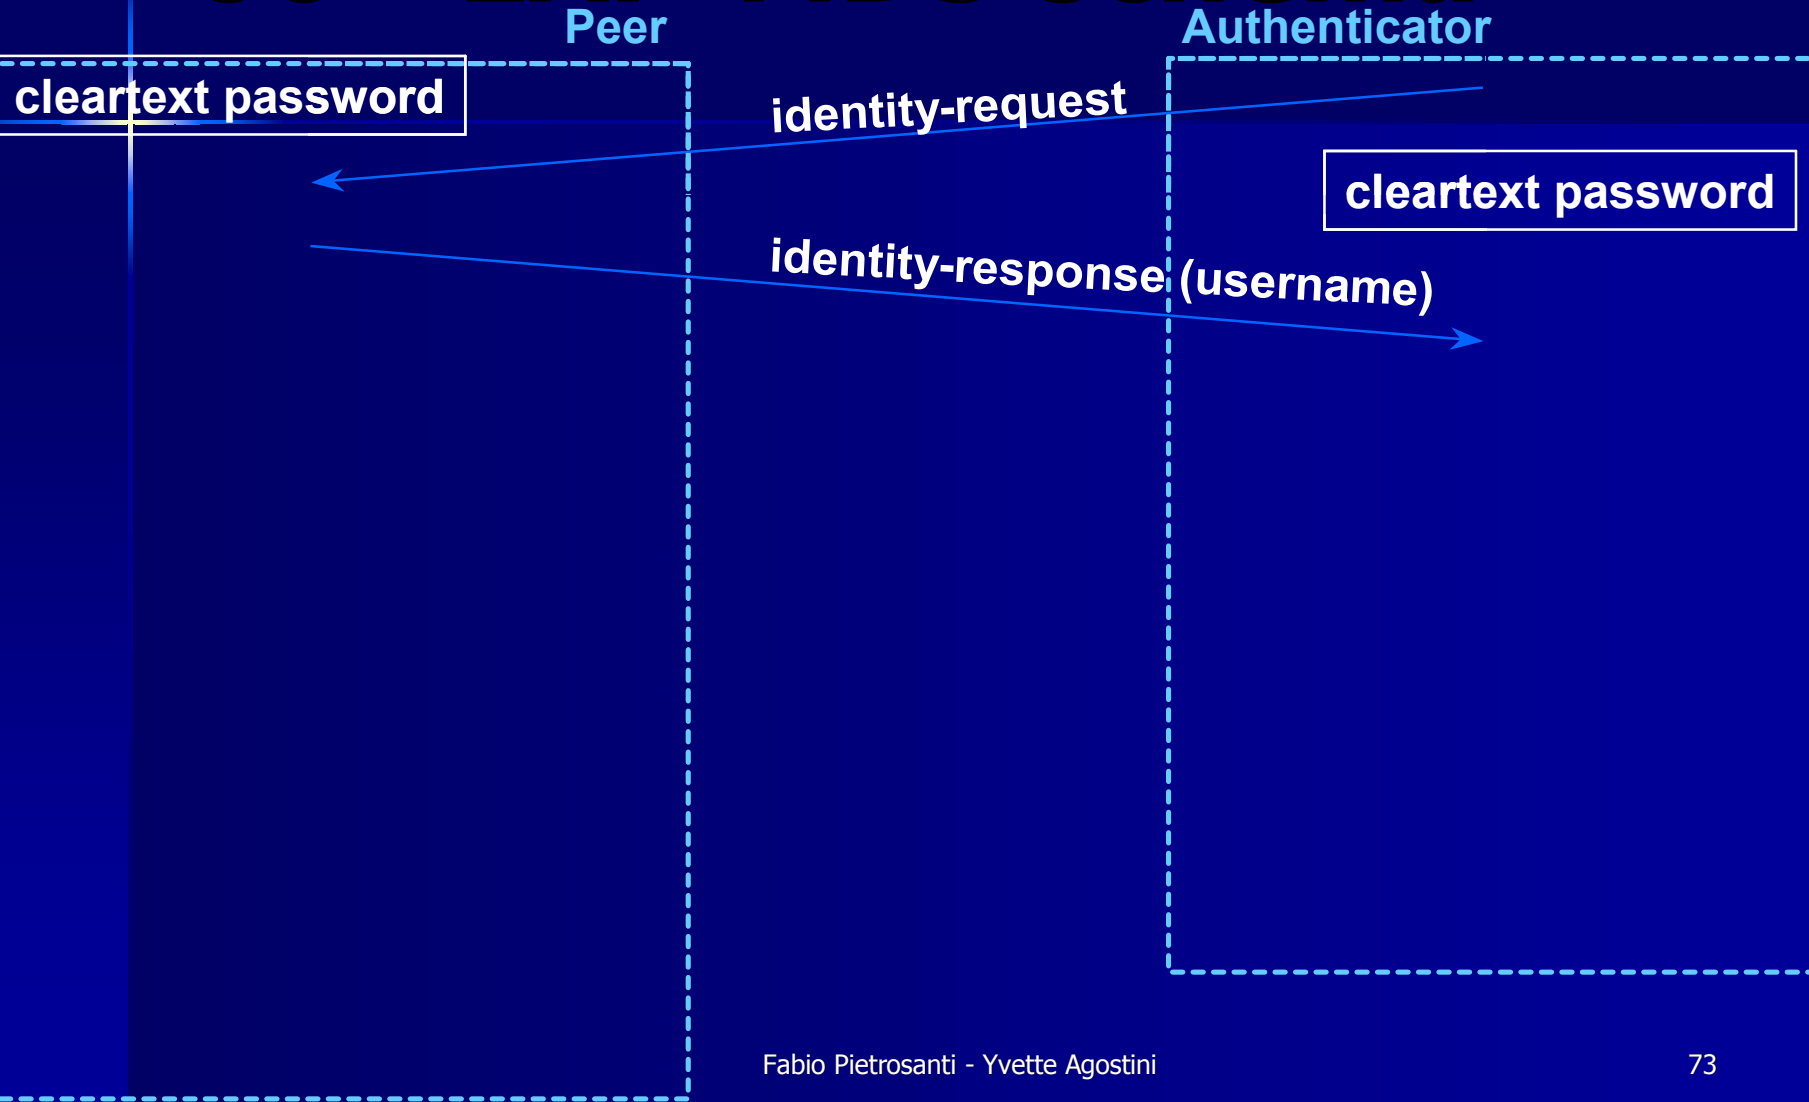 Peer
Authenticator
cleartext password
identity-request
cleartext password
identity-response (username)
Fabio Pietrosanti - Yvette Agostini
73